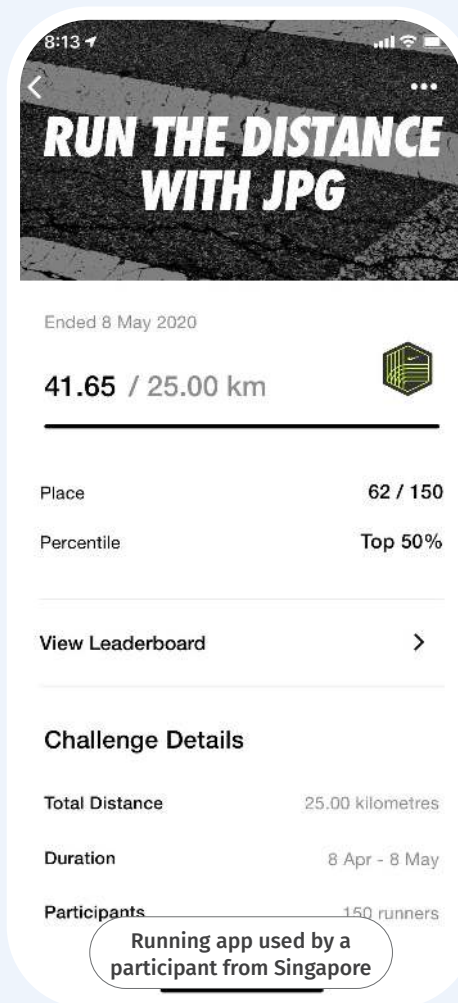 8:13
RUN THE DISTANCE
WITH JPG
Ended 8 May 2020
41.65 / 25.00 km
Place 62 / 150
Percentile Top 50%
View Leaderboard
Challenge Details
Total Distance 25.00 kilometres
Duration 8 Apr - 8 May
Participants 150 runners
Running app used by a
participant from Singapore